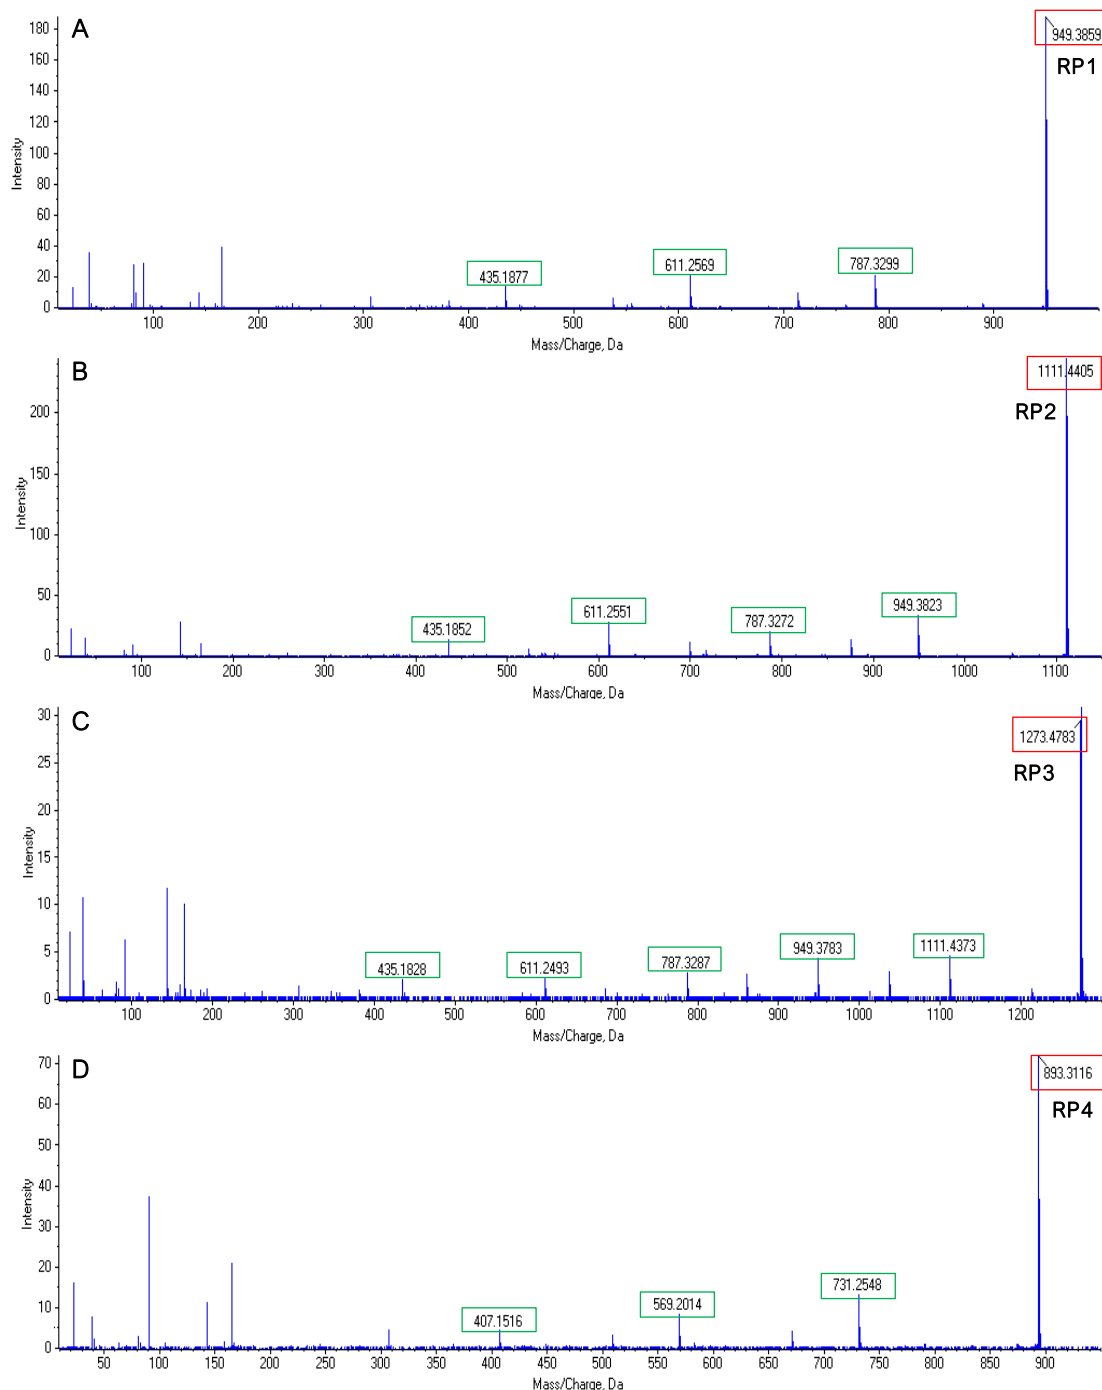 A
180
160
140
120
100
80
60
40
20
0
Intensity
949.3859
RP1
435.1877
611.2569
787.3299
100 200 300 400 500 600 700 800 900
Mass/Charge, Da
B
200
150
100
50
0
Intensity
1111.4405
RP2
435.1852
611.2551
787.3272
949.3823
100 200 300 400 500 600 700 800 900 1000 1100
Mass/Charge, Da
C
30
25
20
15
10
5
0
Intensity
1273.4783
RP3
435.1828
611.2493
787.3287
949.3783
1111.4373
100 200 300 400 500 600 700 800 900 1000 1100 1200
Mass/Charge, Da
D
70
60
50
40
30
20
10
0
Intensity
893.3116
RP4
407.1516
569.2014
731.2548
50 100 150 200 250 300 350 400 450 500 550 600 650 700 750 800 850 900
Mass/Charge, Da